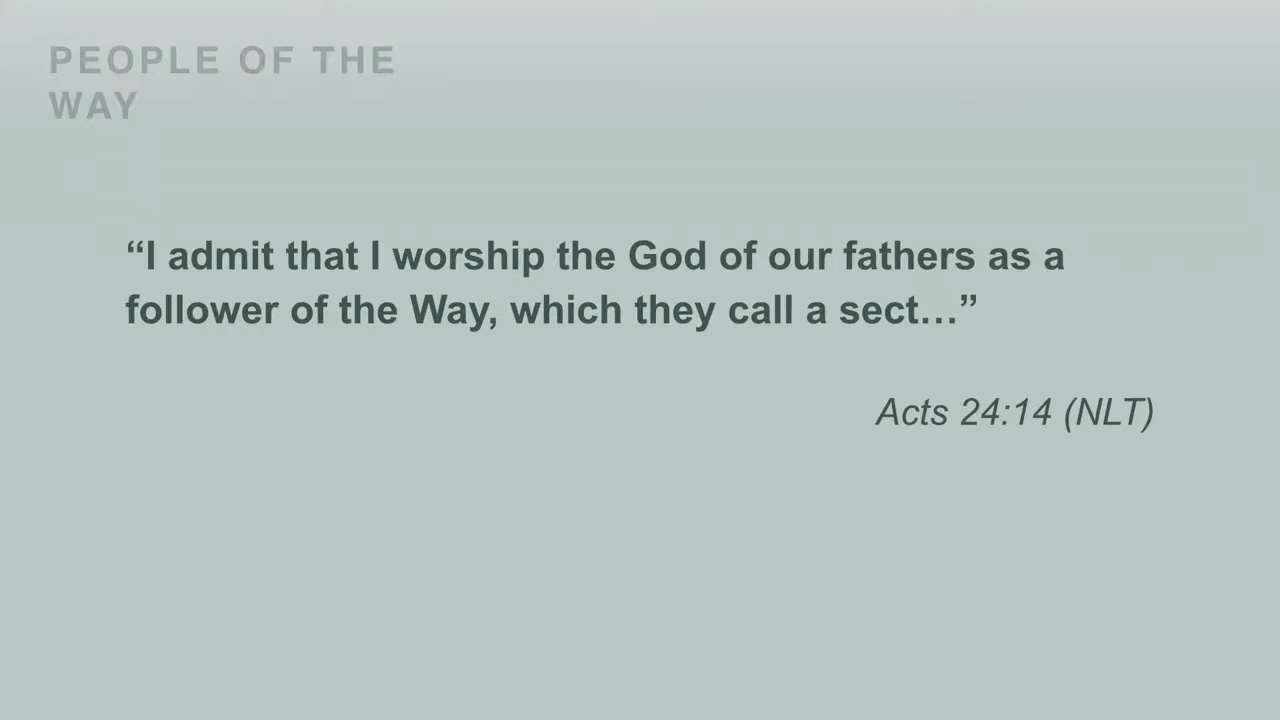 PEOPLE OF THE
WAY
“I admit that I worship the God of our fathers as a
follower of the Way, which they call a sect…”
Acts 24:14 (NLT)